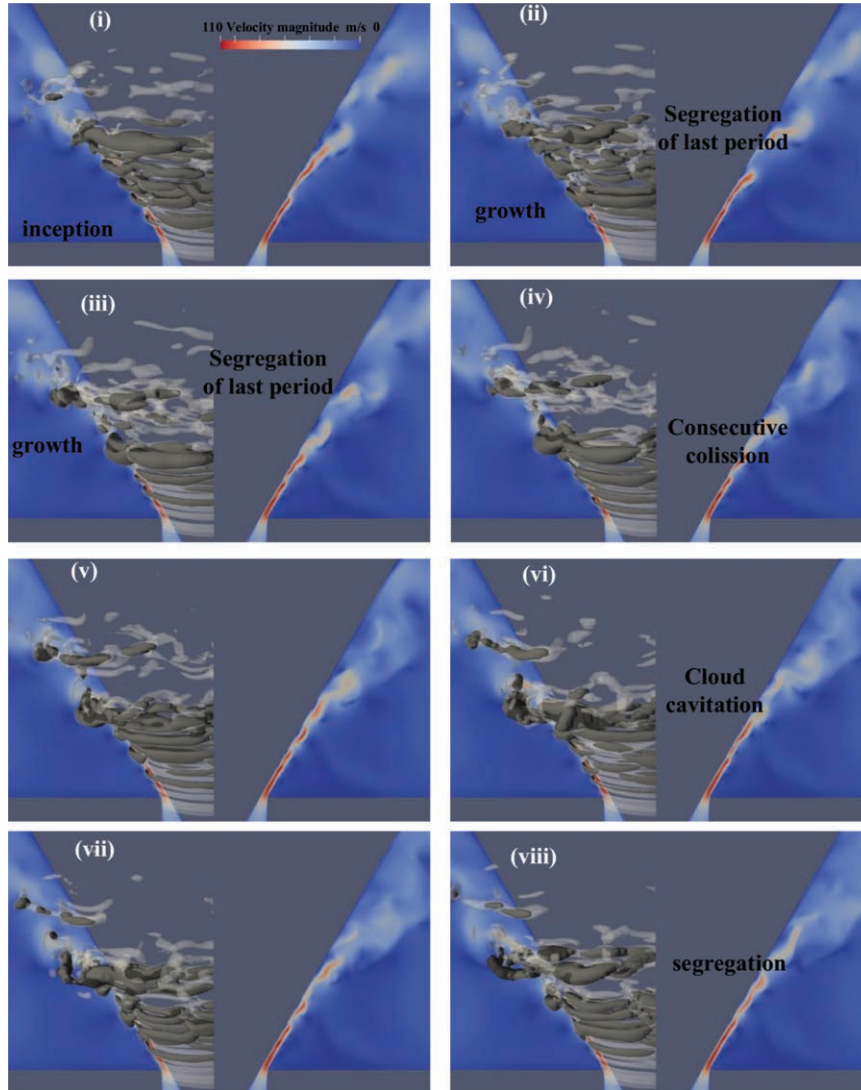 (i)
110 Velocity magnitude m/s 0
inception
(ii)
Segregation
of last period
growth
(iii)
Segregation
of last period
growth
(iv)
Consecutive
colission
(v)
(vi)
Cloud
cavitation
(vii)
(viii)
segregation